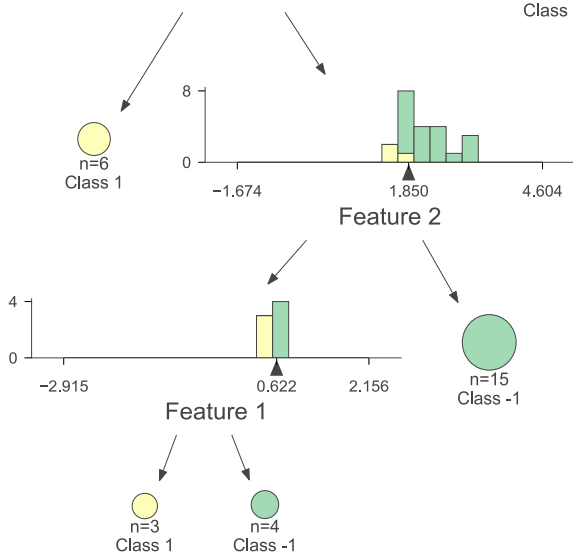 Class
8
0
n=6
Class 1
−1.674
1.850
4.604
Feature 2
4
0
−2.915
0.622
2.156
Feature 1
n=15
Class -1
n=3
Class 1
n=4
Class -1